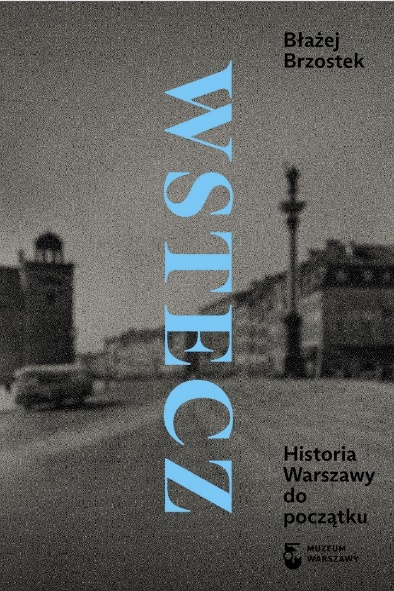 Błażej
Brzostek
WSTECZ
Historia
Warszawy
do
początku
MUZEUM
WARSZAWY